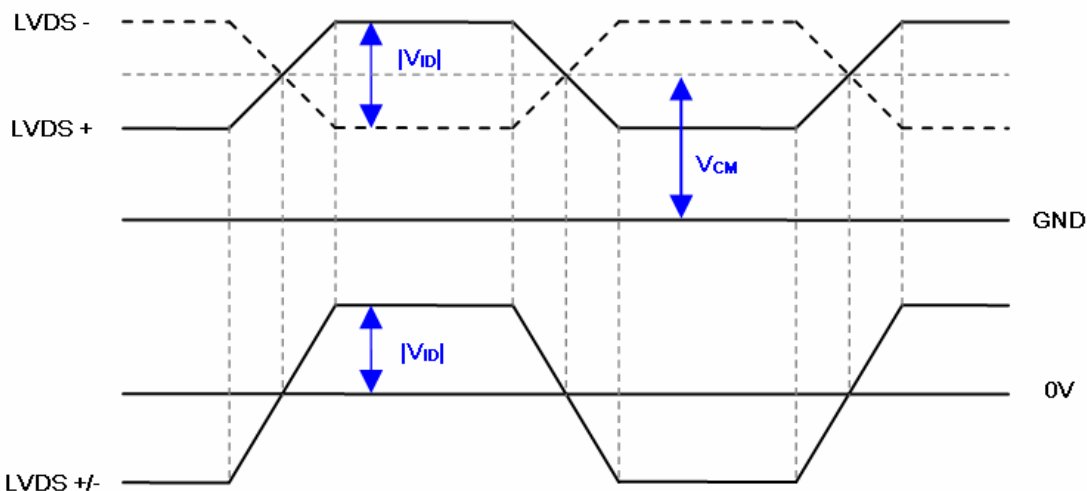 LVDS -
|VID|
LVDS +
VCM
GND
|VID|
0V
LVDS +/-